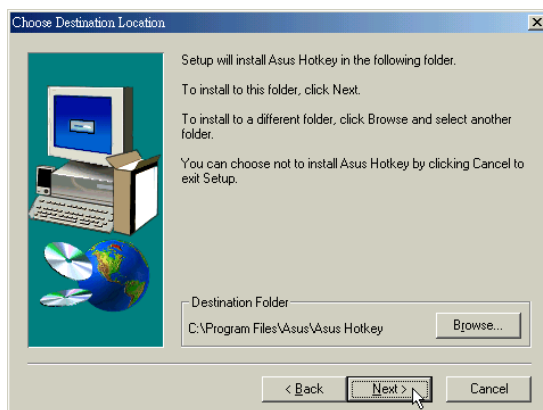 Choose Destination Location
Setup will install Asus Hotkey in the following folder.
To install to this folder, click Next.
To install to a different folder, click Browse and select another
folder.
You can choose not to install Asus Hotkey by clicking Cancel to
exit Setup.
Destination Folder
C:\Program Files\Asus\Asus Hotkey
Browse...
< Back
Next >
Cancel